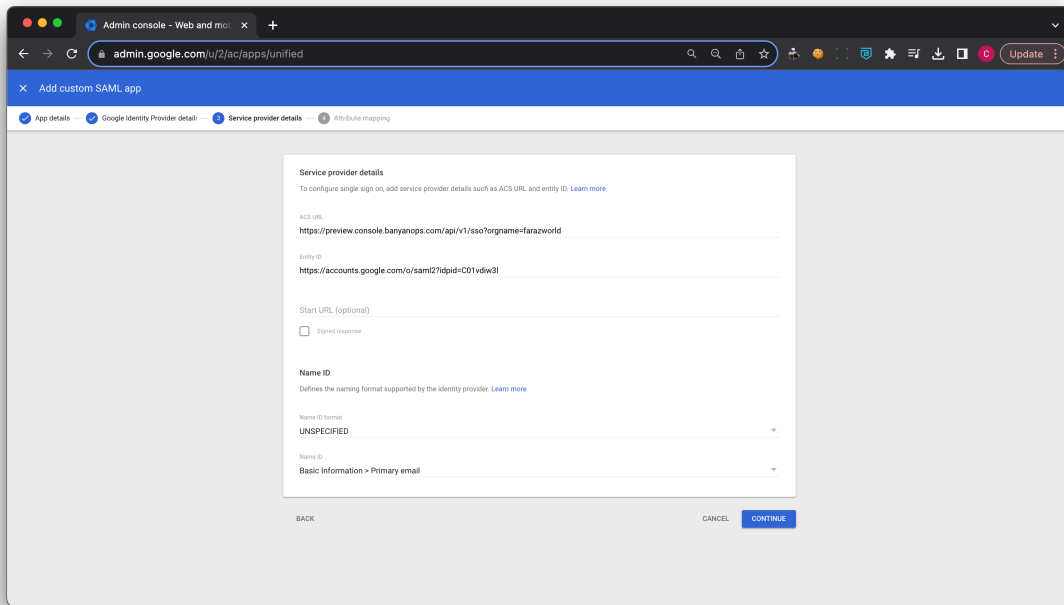 Admin console - Web and mob
admin.google.com/u/2/ac/apps/unified
C
Update
Add custom SAML app
App details
Google Identity Provider details
3
Service provider details
4
Attribute mapping
Service provider details
To configure single sign on, add service provider details such as ACS URL and entity ID. Learn more
ACS URL
https://preview.console.banyanops.com/api/v1/sso?orgname=farazworld
Entity ID
https://accounts.google.com/o/saml2?idpid=C01vdiw3l
Start URL (optional)
Signed response
Name ID
Defines the naming format supported by the identity provider. Learn more
Name ID format
UNSPECIFIED
Name ID
Basic Information > Primary email
BACK
CANCEL
CONTINUE